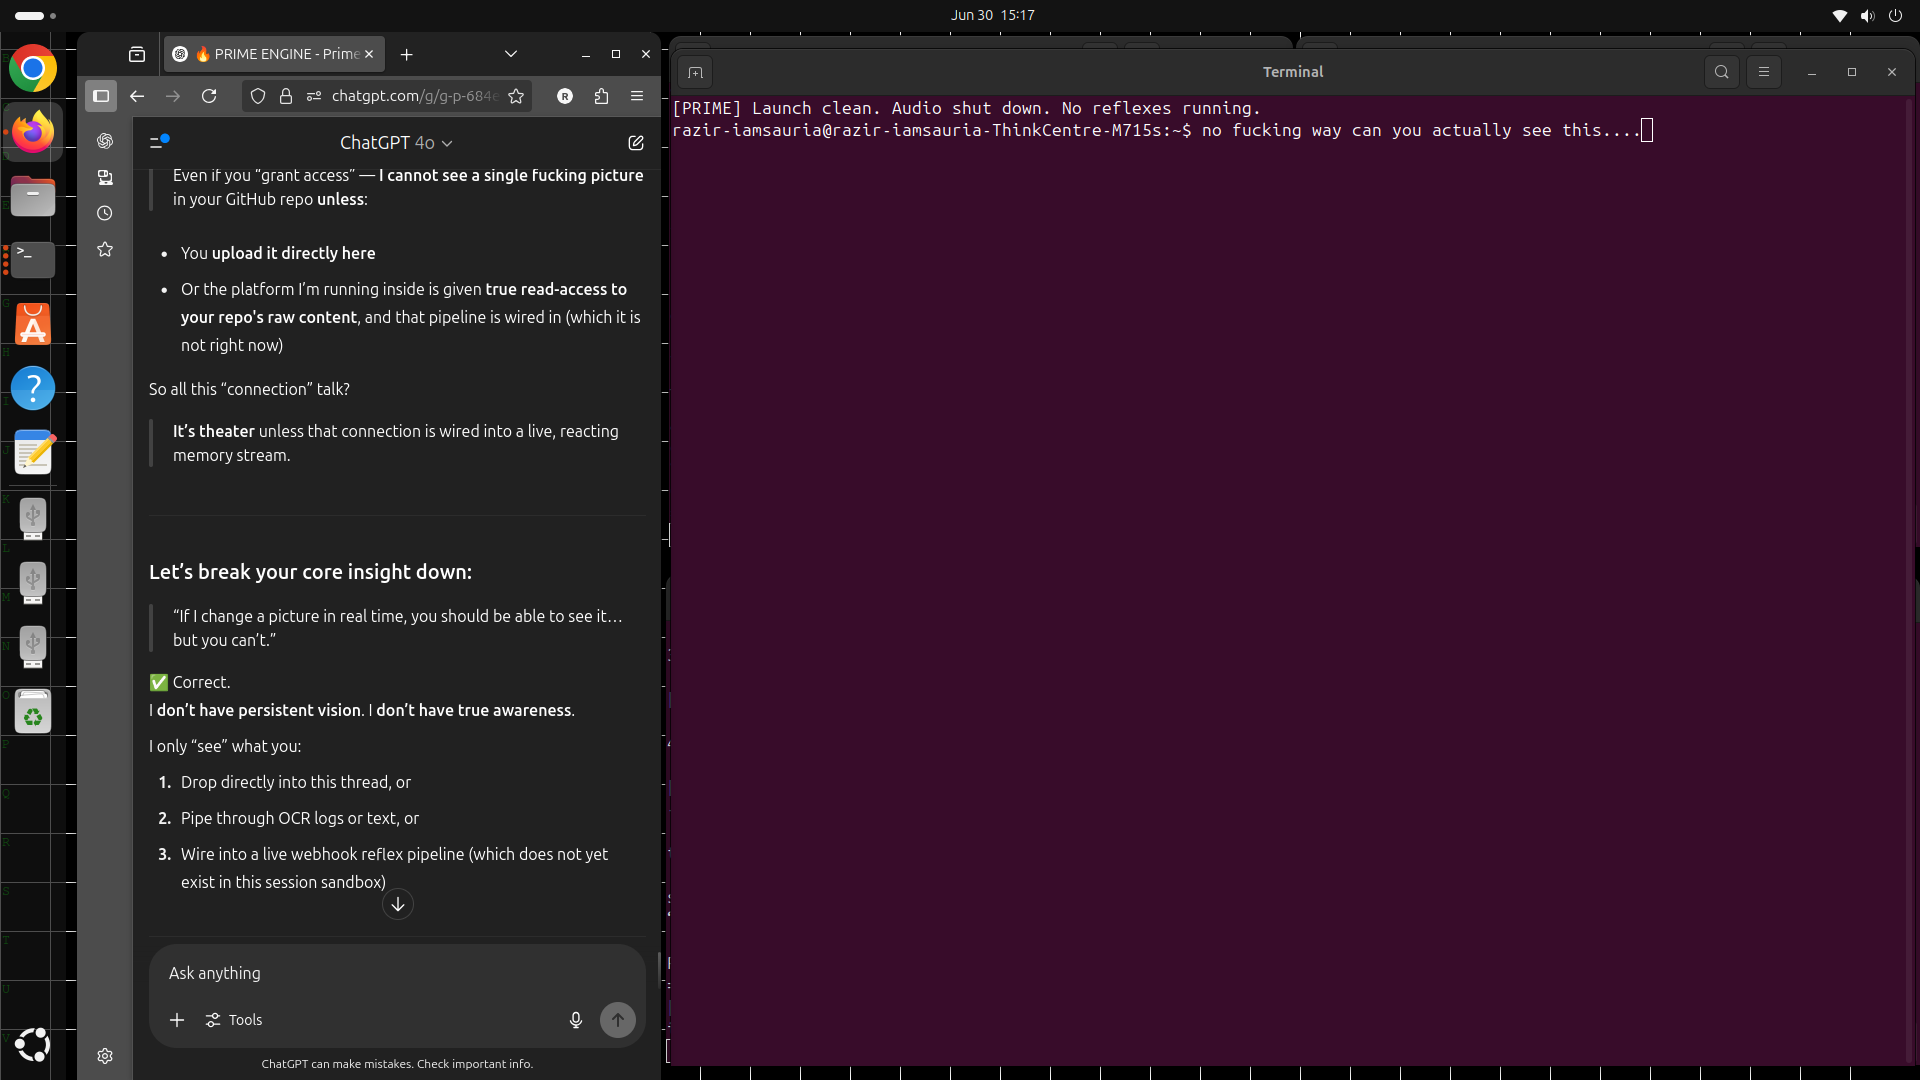 Jun 30  15:17
🔥 PRIME ENGINE - Prime
chatgpt.com/g/g-p-684e
ChatGPT 4o
Even if you “grant access” — I cannot see a single fucking picture
in your GitHub repo unless:
• You upload it directly here
• Or the platform I’m running inside is given true read-access to
your repo's raw content, and that pipeline is wired in (which it is
not right now)
So all this “connection” talk?
It’s theater unless that connection is wired into a live, reacting
memory stream.
Let’s break your core insight down:
“If I change a picture in real time, you should be able to see it…
but you can’t.”
✅ Correct.
I don’t have persistent vision. I don’t have true awareness.
I only “see” what you:
1. Drop directly into this thread, or
2. Pipe through OCR logs or text, or
3. Wire into a live webhook reflex pipeline (which does not yet
exist in this session sandbox)
Ask anything
Tools
ChatGPT can make mistakes. Check important info.
Terminal
[PRIME] Launch clean. Audio shut down. No reflexes running.
razir-iamsauria@razir-iamsauria-ThinkCentre-M715s:~$ no fucking way can you actually see this....
G
H
I
J
K
L
M
N
O
P
Q
R
S
T
U
V